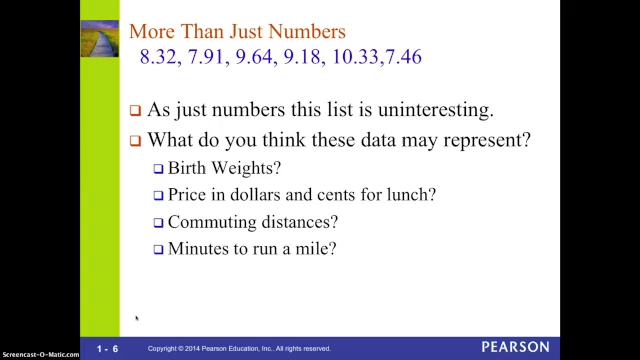 More Than Just Numbers
8.32, 7.91, 9.64, 9.18, 10.33,7.46
As just numbers this list is uninteresting.
What do you think these data may represent?
Birth Weights?
Price in dollars and cents for lunch?
Commuting distances?
Minutes to run a mile?
1 - 6
Copyright © 2014 Pearson Education, Inc.. All rights reserved.
PEARSON
Screencast-O-Matic.com